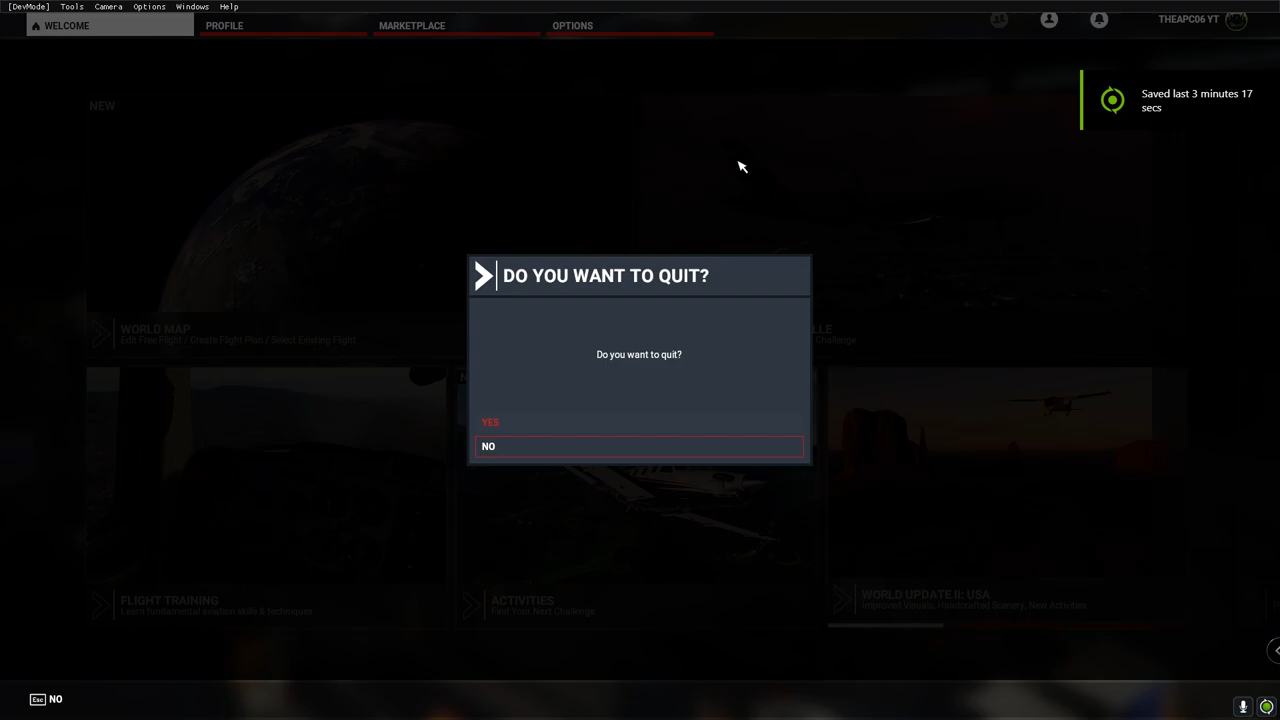 [DevMode] Tools Camera Options Windows Help
WELCOME PROFILE MARKETPLACE OPTIONS THEAPC06 YT
Saved last 3 minutes 17
secs
NEW
DO YOU WANT TO QUIT?
Do you want to quit?
YES
NO
WORLD MAP
Edit Free Flight / Create Flight Plan / Select Existing Flight
LLE
Challenge
FLIGHT TRAINING
Learn fundamental aviation skills & techniques
ACTIVITIES
Find Your Next Challenge
WORLD UPDATE II: USA
Improved Visuals, Handcrafted Scenery, New Activities
Esc NO